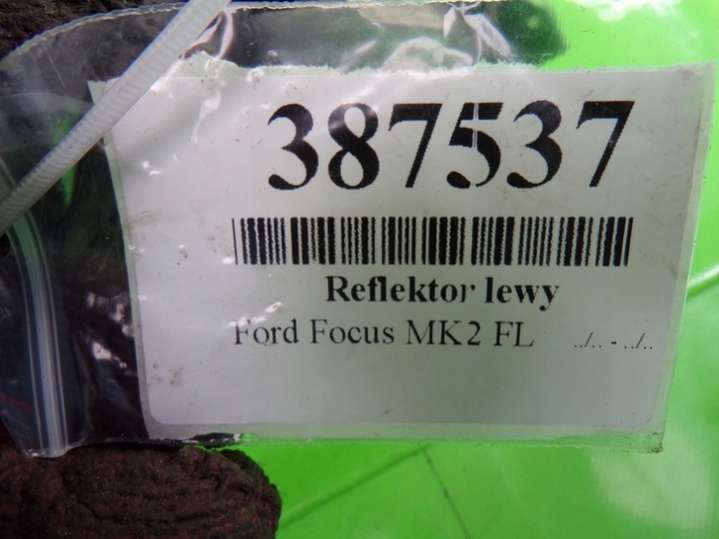 387537
Reflektor lewy
Ford Focus MK2 FL ../.. - ../..